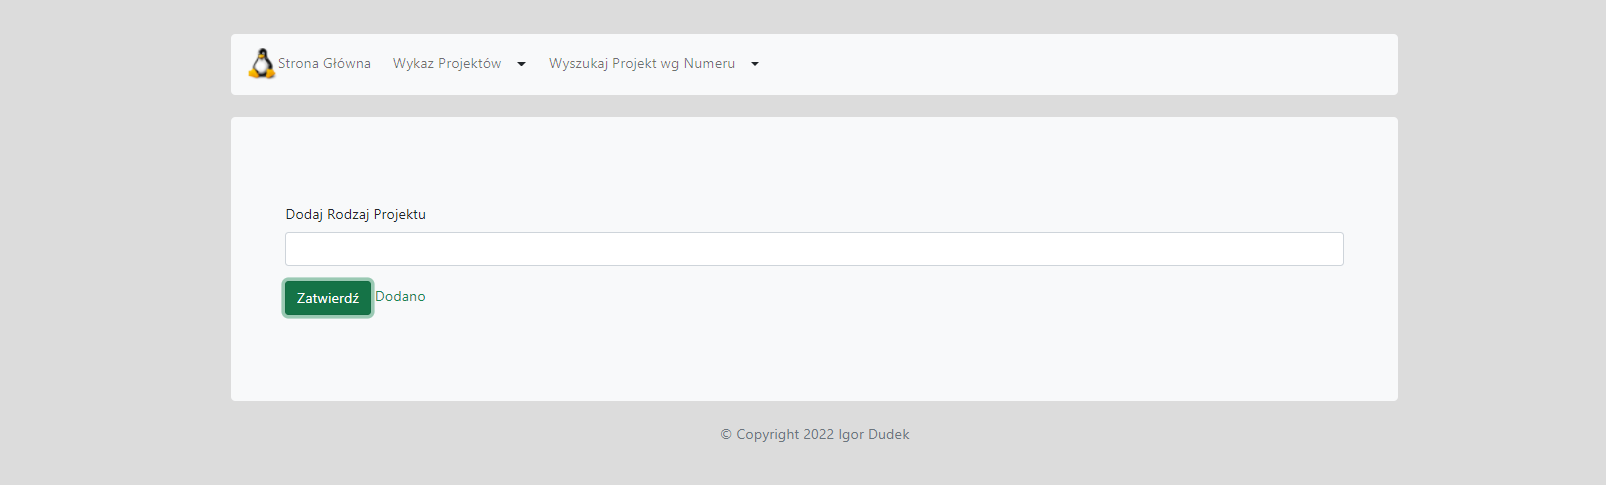 Strona Główna Wykaz Projektów Wyszukaj Projekt wg Numeru
Dodaj Rodzaj Projektu
Zatwierdź Dodano
© Copyright 2022 Igor Dudek